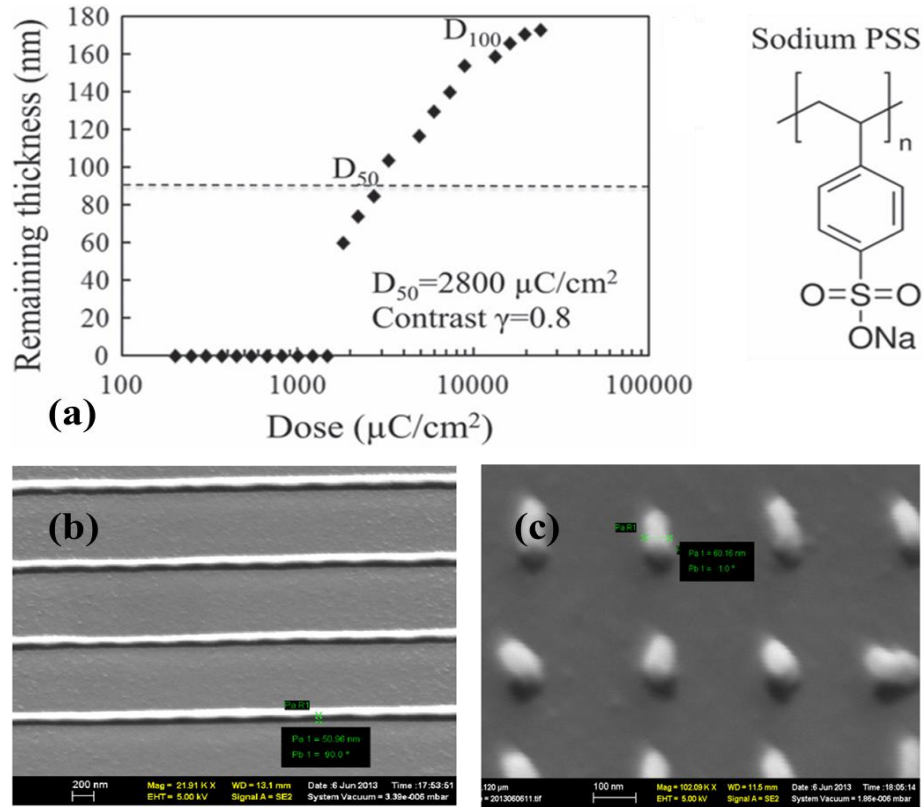 Remaining thickness (nm)
180
160
140
120
100
80
60
40
20
0
D100
D50
D50=2800 µC/cm2
Contrast γ=0.8
100
1000
10000
100000
Dose (µC/cm2)
(a)
Sodium PSS
n
O=S=O
ONa
(b)
Pa R1
Pa 1 = 50.96 nm
Pb 1 = 90.0 °
200 nm
Mag = 21.91 K X
WD = 13.1 mm
Date :6 Jun 2013
Time :17:53:51
EHT = 5.00 kV
Signal A = SE2
System Vacuum = 3.39e-006 mbar
(c)
Pa R1
Pa 1 = 60.16 nm
Pb 1 = 1.0 °
.120 µm
= 2013060611.tif
100 nm
Mag = 102.09 K X
WD = 11.5 mm
Date :6 Jun 2013
Time :18:05:1
EHT = 5.00 kV
Signal A = SE2
System Vacuum = 1.86e-006 mbar